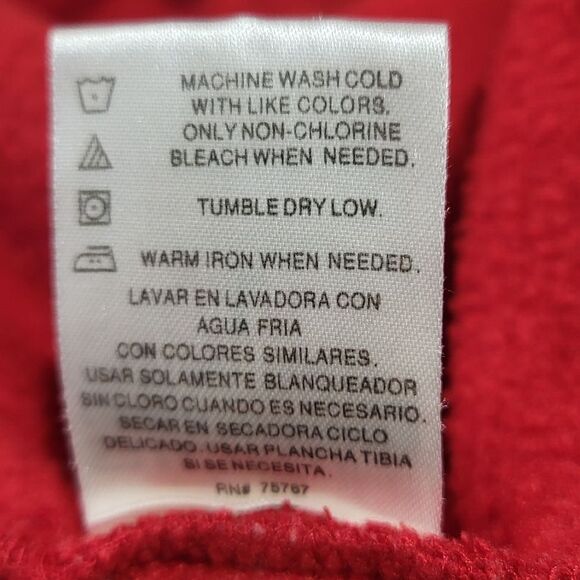 MACHINE WASH COLD
WITH LIKE COLORS.
ONLY NON-CHLORINE
BLEACH WHEN NEEDED.
TUMBLE DRY LOW.
WARM IRON WHEN NEEDED.
LAVAR EN LAVADORA CON
AGUA FRIA
CON COLORES SIMILARES.
USAR SOLAMENTE BLANQUEADOR
SIN CLORO CUANDO ES NECESARIO.
SECAR EN SECADORA CICLO
DELICADO. USAR PLANCHA TIBIA
SI SE NECESITA.
RN# 75767